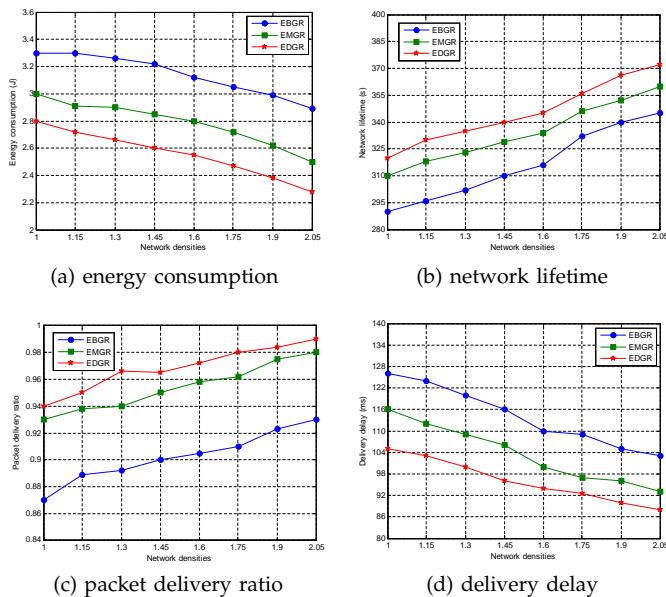 3.6
3.4
3.2
3
2.8
2.6
2.4
2.2
2
Energy consumption (J)
EBGR
EMGR
EDGR
1 1.15 1.3 1.45 1.6 1.75 1.9 2.05
Network densities
(a) energy consumption
400
385
370
355
340
325
310
295
280
Network lifetime (s)
EBGR
EMGR
EDGR
1 1.15 1.3 1.45 1.6 1.75 1.9 2.05
Network densities
(b) network lifetime
1
0.98
0.96
0.94
0.92
0.9
0.88
0.86
0.84
Packet delivery ratio
EBGR
EMGR
EDGR
1 1.15 1.3 1.45 1.6 1.75 1.9 2.05
Network densities
(c) packet delivery ratio
140
134
128
122
116
110
104
98
92
86
80
Delivery delay (ms)
EBGR
EMGR
EDGR
1 1.15 1.3 1.45 1.6 1.75 1.9 2.05
Network densities
(d) delivery delay